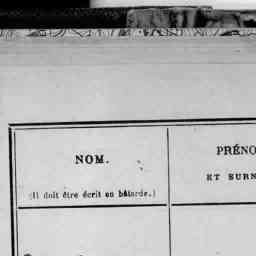 NOM.
(Il doit être écrit en bâtarde.)
PRÉNO
ET SURN